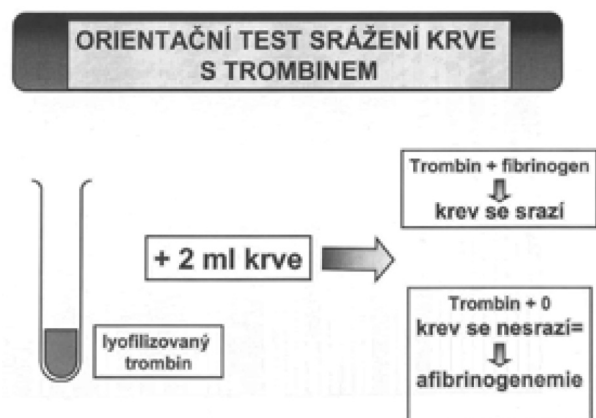 ORIENTAČNÍ TEST SRÁŽENÍ KRVE
S TROMBINEM
Trombin + fibrinogen
krev se srazí
+ 2 ml krve
lyofilizovaný
trombin
Trombin + 0
krev se nesrazí=
afibrinogenemie